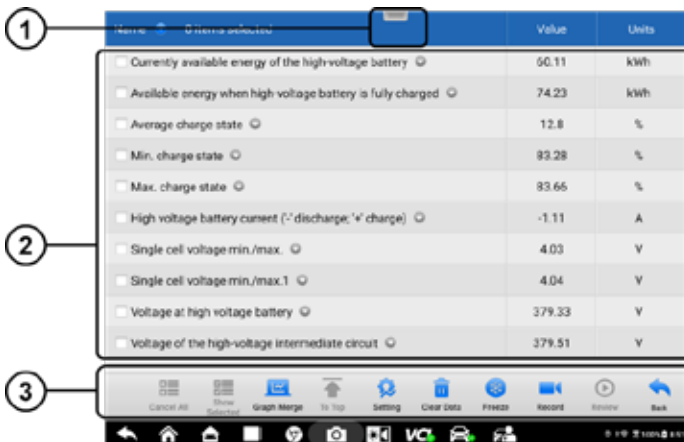 1
Name 0 items selected Value Units
2
Currently available energy of the high-voltage battery 60.11 kWh
Available energy when high-voltage battery is fully charged 74.23 kWh
Average charge state 12.8 %
Min. charge state 83.28 %
Max. charge state 83.66 %
High voltage battery current ('-' discharge; '+' charge) -1.11 A
Single cell voltage min./max. 4.03 V
Single cell voltage min./max.1 4.04 V
Voltage at high voltage battery 379.33 V
Voltage of the high-voltage intermediate circuit 379.51 V
3
Cancel All Show Selected Graph Merge To Top Setting Clear Data Freeze Record Review Back
VCI 100%